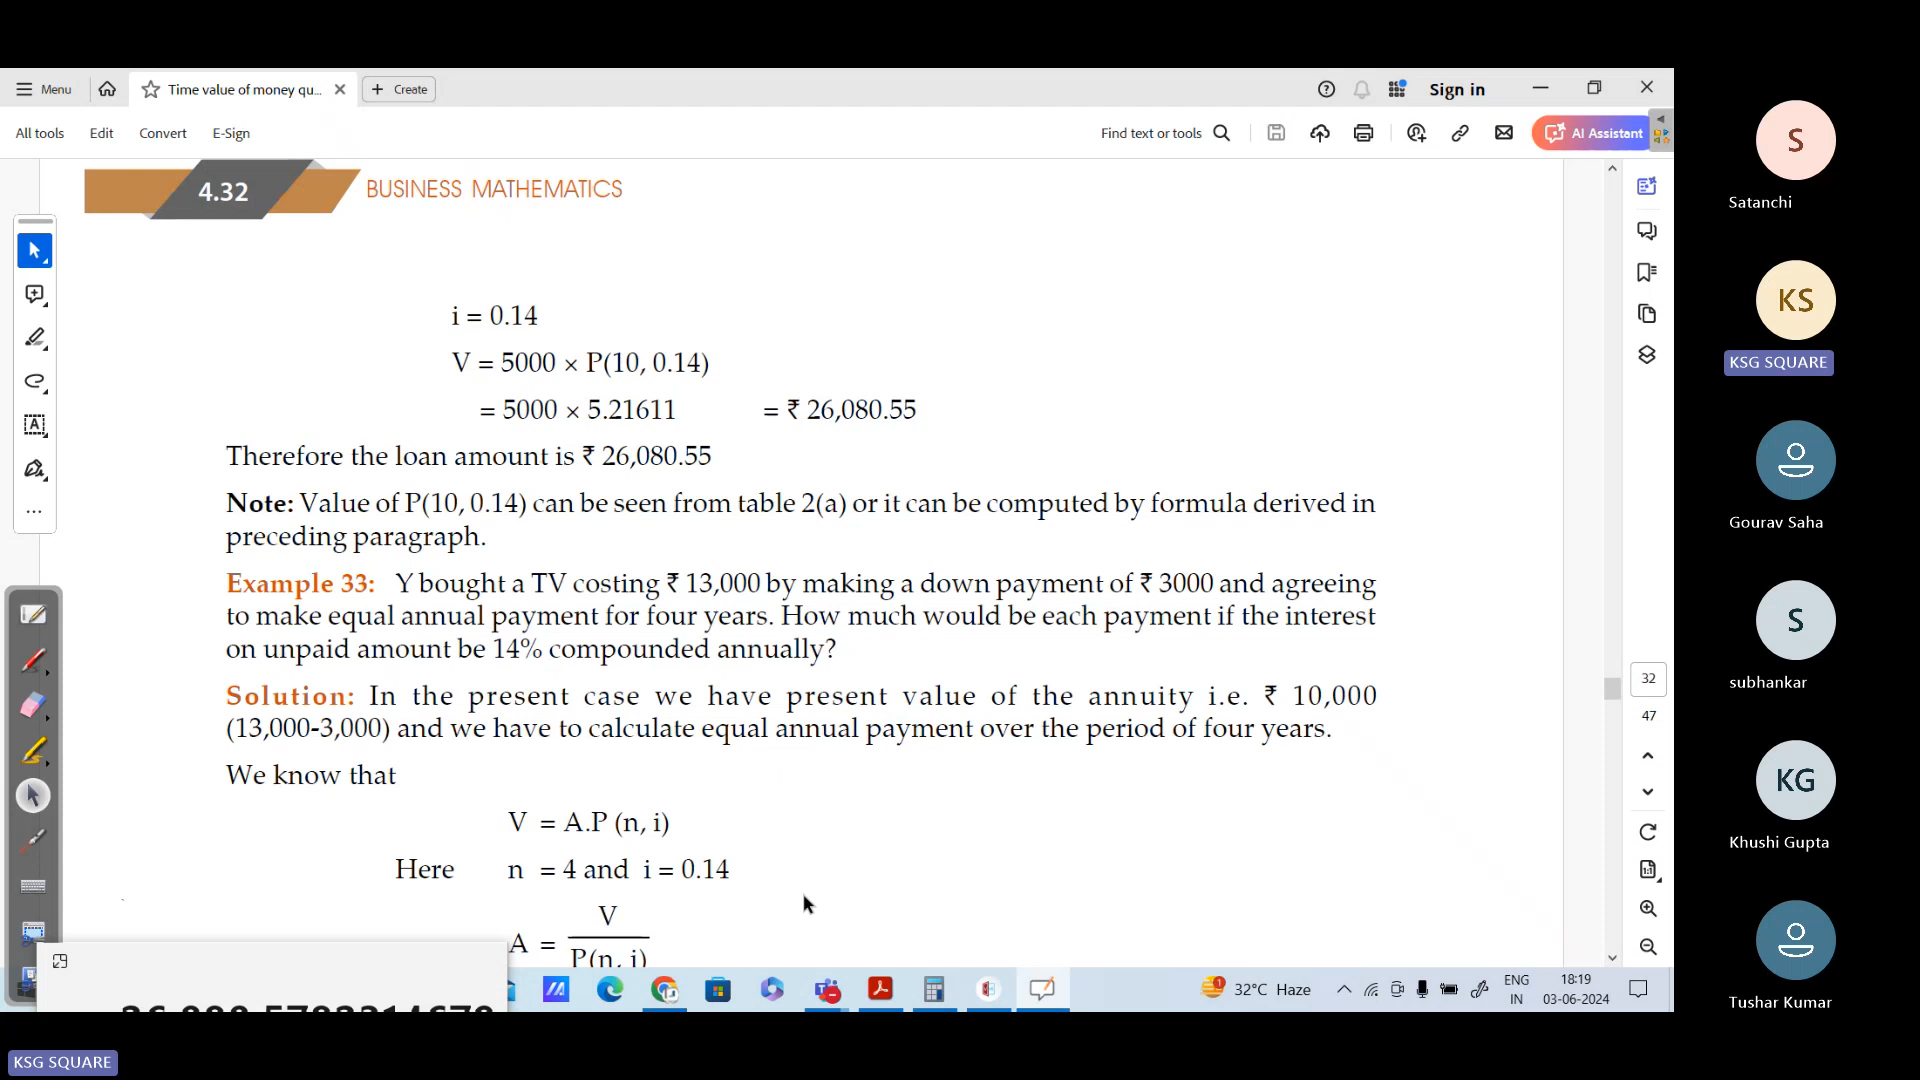 Menu
Time value of money qu...
Create
Sign in
All tools
Edit
Convert
E-Sign
Find text or tools
AI Assistant
4.32
BUSINESS MATHEMATICS
i = 0.14
V = 5000 × P(10, 0.14)
= 5000 × 5.21611 = ₹ 26,080.55
Therefore the loan amount is ₹ 26,080.55
Note: Value of P(10, 0.14) can be seen from table 2(a) or it can be computed by formula derived in
preceding paragraph.
Example 33: Y bought a TV costing ₹ 13,000 by making a down payment of ₹ 3000 and agreeing
to make equal annual payment for four years. How much would be each payment if the interest
on unpaid amount be 14% compounded annually?
Solution: In the present case we have present value of the annuity i.e. ₹ 10,000
(13,000-3,000) and we have to calculate equal annual payment over the period of four years.
We know that
V = A.P (n, i)
Here n = 4 and i = 0.14
A = V
P(n, i)
32
47
32°C Haze
ENG
IN
18:19
03-06-2024
S
Satanchi
KS
KSG SQUARE
Gourav Saha
S
subhankar
KG
Khushi Gupta
Tushar Kumar
KSG SQUARE